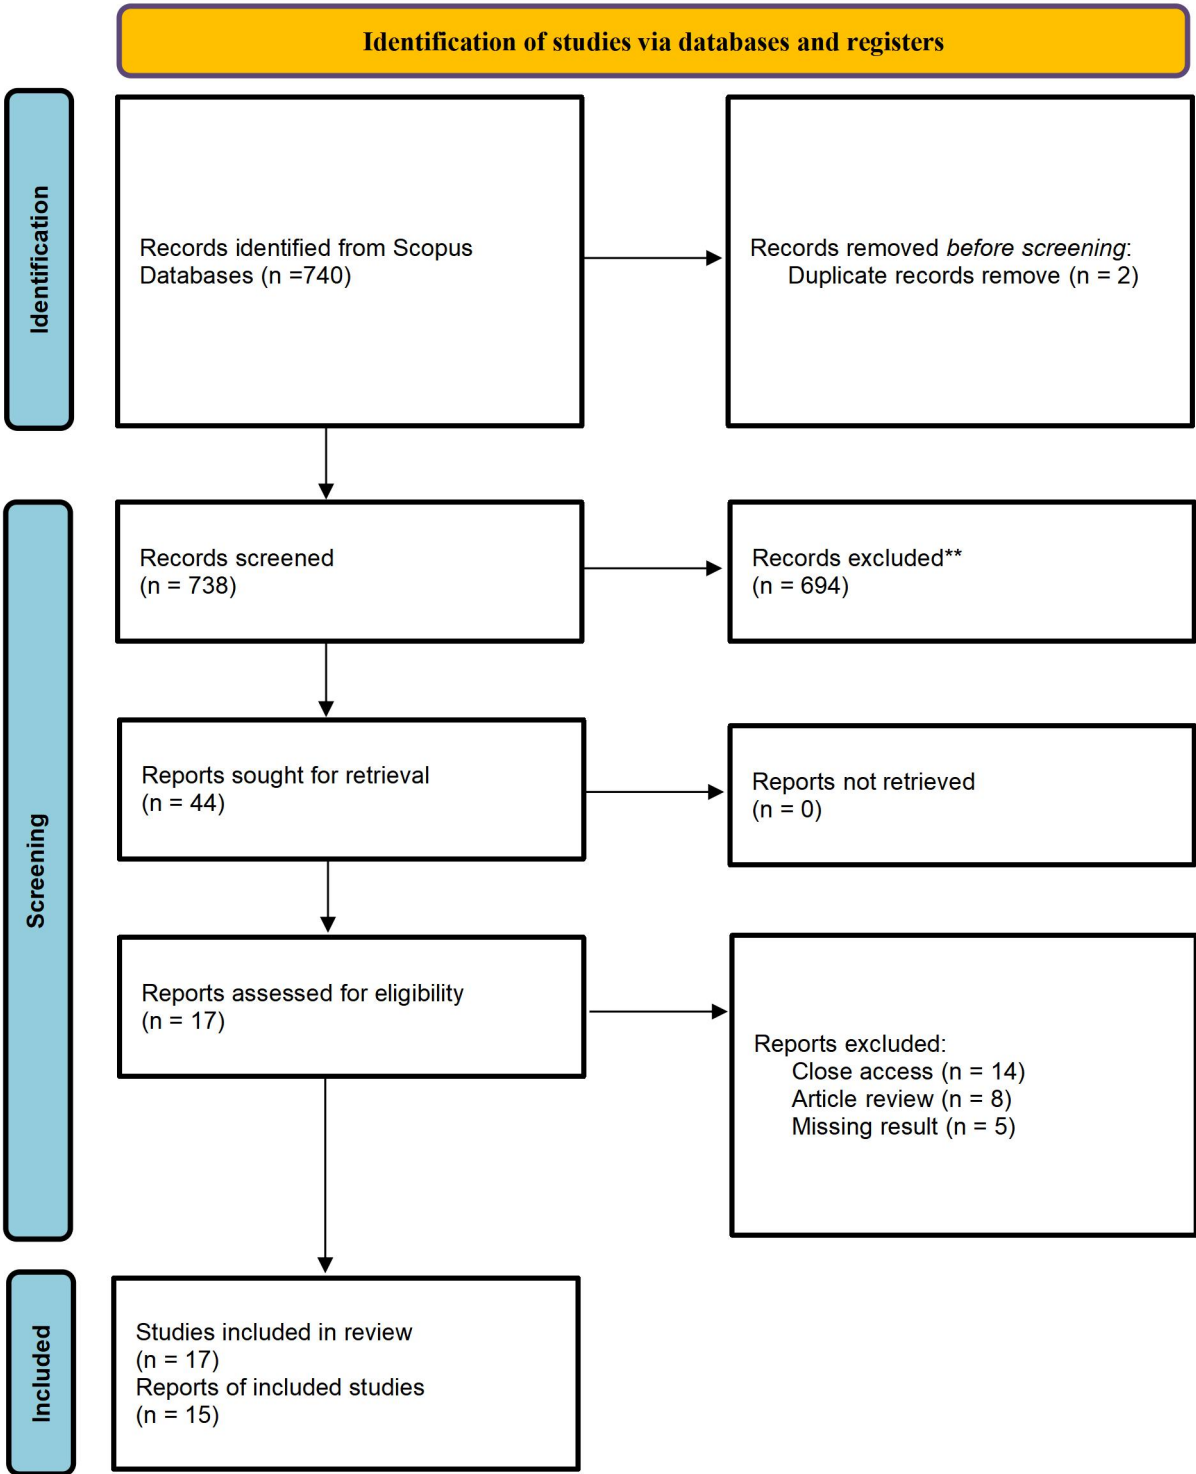 Identification of studies via databases and registers
Identification
Records identified from Scopus
Databases (n =740)
Records removed before screening:
Duplicate records remove (n = 2)
Screening
Records screened
(n = 738)
Records excluded**
(n = 694)
Reports sought for retrieval
(n = 44)
Reports not retrieved
(n = 0)
Reports assessed for eligibility
(n = 17)
Reports excluded:
Close access (n = 14)
Article review (n = 8)
Missing result (n = 5)
Included
Studies included in review
(n = 17)
Reports of included studies
(n = 15)